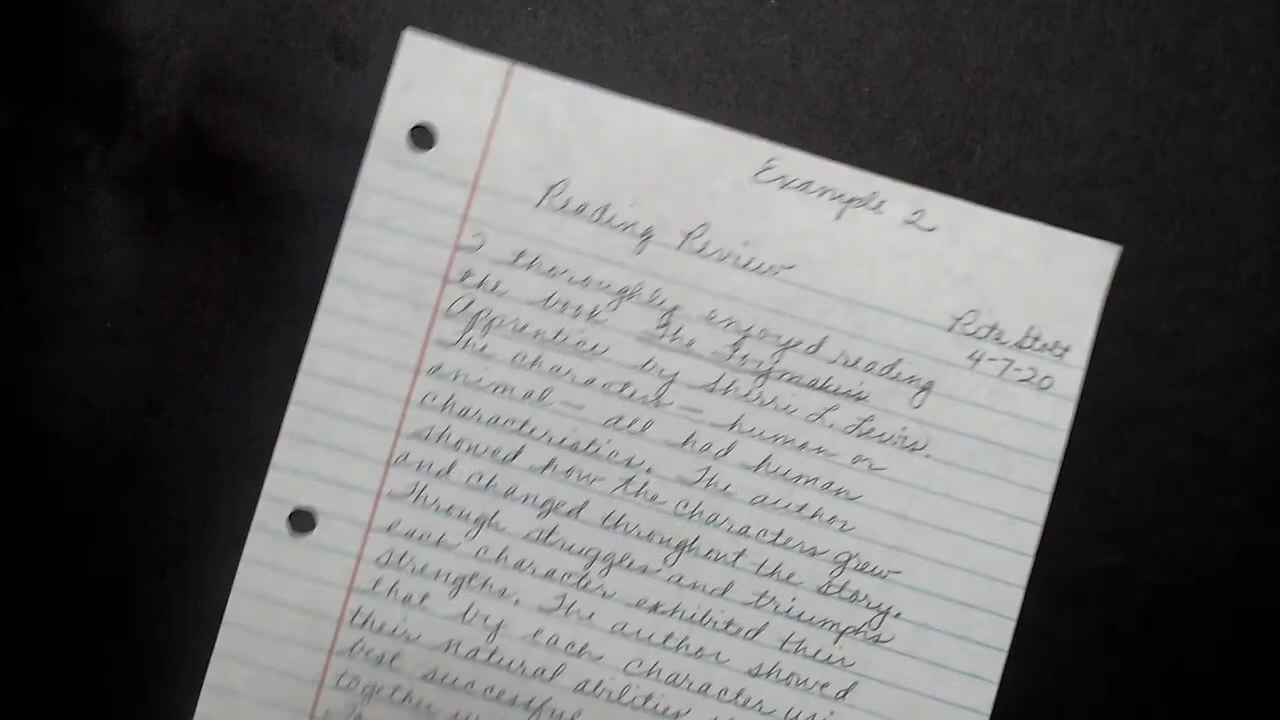 Example 2
Reading Review
4-7-20
I thoroughly enjoyed reading
the book The Toymakers
Apprentice by Sherri L. Lewis.
The characters – human or
animal – all had human
characteristics. The author
showed how the characters grew
and changed throughout the story.
Through struggles and triumphs
each character exhibited their
strengths. The author showed
that by each character
their natural abilities
best successful
together